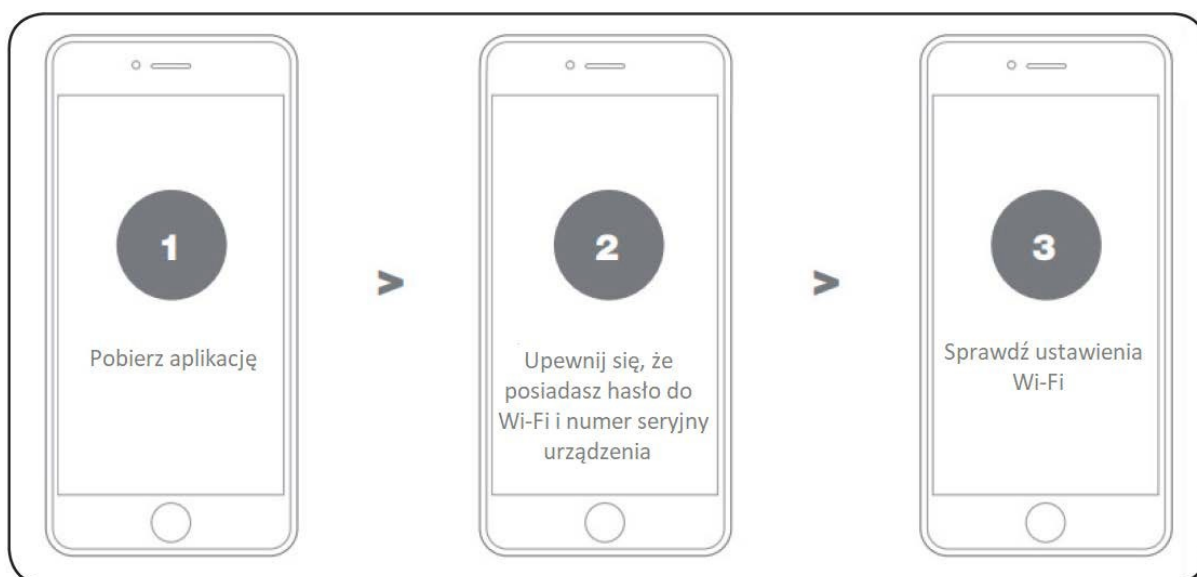 1
Pobierz aplikację
>
2
Upewnij się, że
posiadasz hasło do
Wi-Fi i numer seryjny
urządzenia
>
3
Sprawdź ustawienia
Wi-Fi